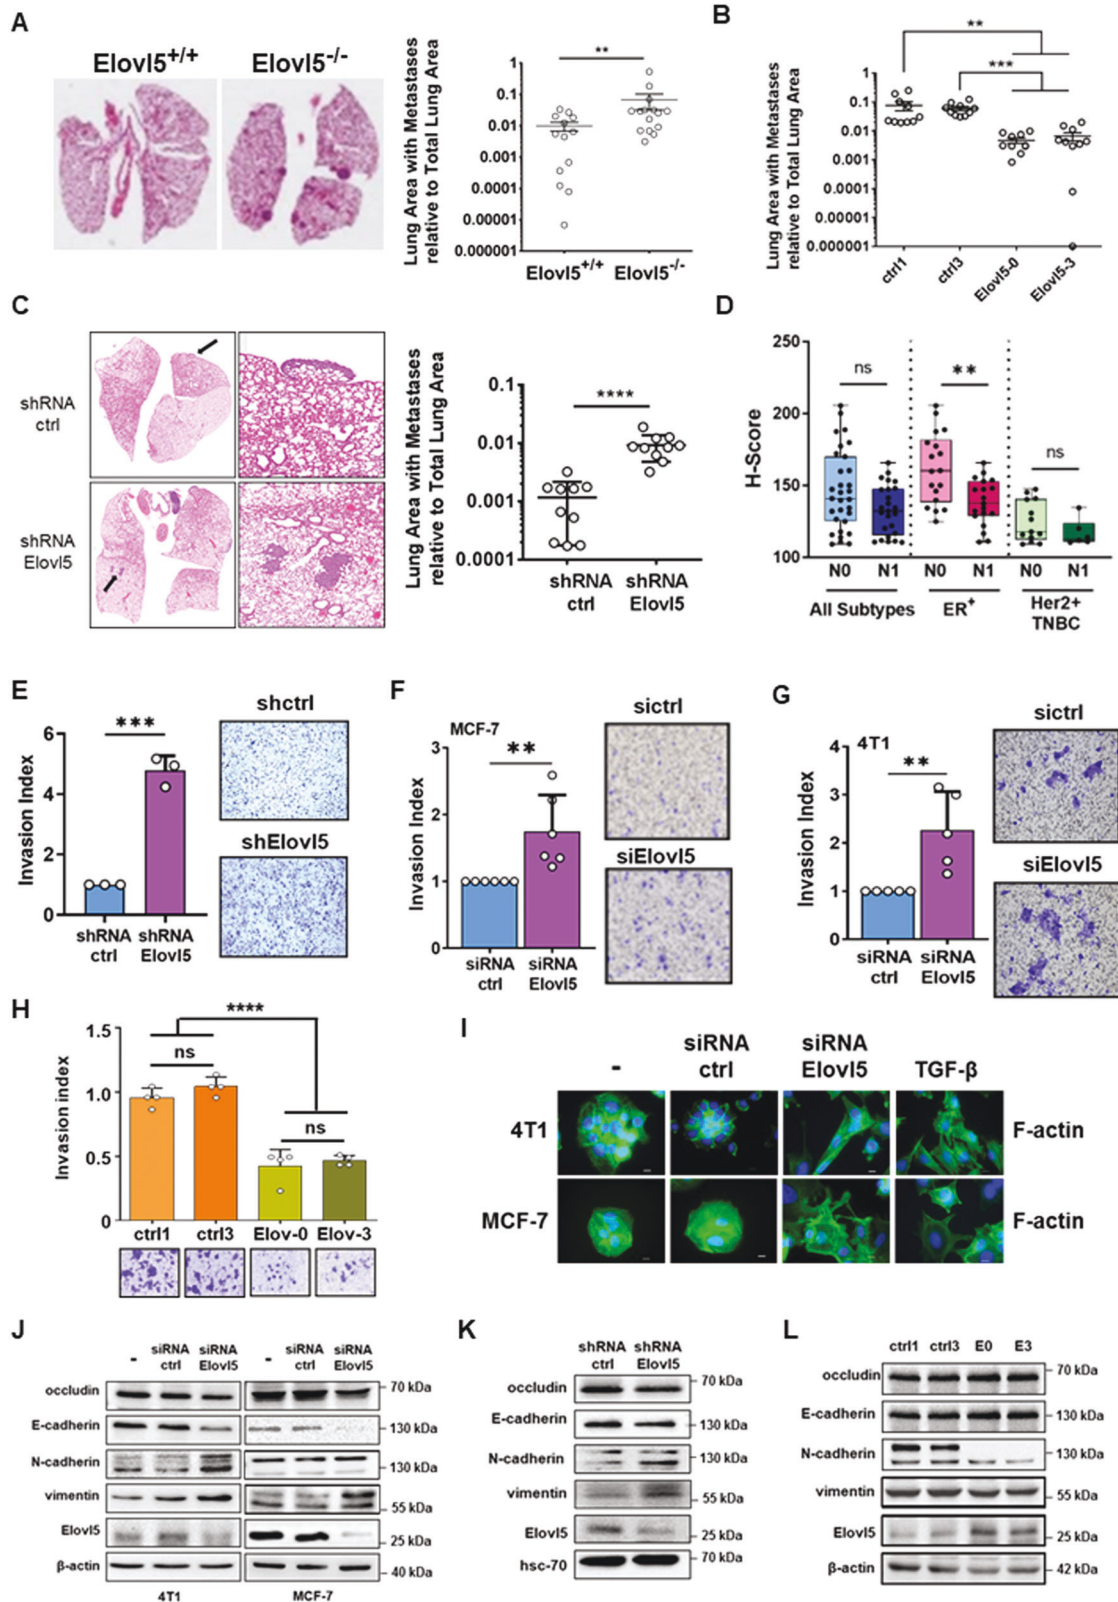 A
Elovl5+/+
Elovl5-/-
Lung Area with Metastases
relative to Total Lung Area
**
1
0.1
0.01
0.001
0.0001
0.00001
0.000001
Elovl5+/+
Elovl5-/-
B
Lung Area with Metastases
relative to Total Lung Area
**
***
1
0.1
0.01
0.001
0.0001
0.00001
0.000001
ctrl1
ctrl3
Elovl5-0
Elovl5-3
C
shRNA
ctrl
shRNA
Elovl5
Lung Area with Metastases
relative to Total Lung Area
****
0.1
0.01
0.001
0.0001
shRNA
ctrl
shRNA
Elovl5
D
H-Score
250
200
150
100
ns
**
ns
N0 N1 N0 N1 N0 N1
All Subtypes
ER+
Her2+
TNBC
E
Invasion Index
6
4
2
0
***
shRNA
ctrl
shRNA
Elovl5
shctrl
shElovl5
F
MCF-7
Invasion Index
3
2
1
0
**
siRNA
ctrl
siRNA
Elovl5
sictrl
siElovl5
G
4T1
Invasion Index
4
3
2
1
0
**
siRNA
ctrl
siRNA
Elovl5
sictrl
siElovl5
H
Invasion index
1.5
1.0
0.5
0
****
ns
ns
ctrl1 ctrl3 Elov-0 Elov-3
I
-
siRNA
ctrl
siRNA
Elovl5
TGF-β
4T1
F-actin
MCF-7
F-actin
J
- siRNA ctrl siRNA Elovl5 - siRNA ctrl siRNA Elovl5
occludin 70 kDa
E-cadherin 130 kDa
N-cadherin 130 kDa
vimentin 55 kDa
Elovl5 25 kDa
β-actin 40 kDa
4T1 MCF-7
K
shRNA ctrl shRNA Elovl5
occludin 70 kDa
E-cadherin 130 kDa
N-cadherin 130 kDa
vimentin 55 kDa
Elovl5 25 kDa
hsc-70 70 kDa
L
ctrl1 ctrl3 E0 E3
occludin 70 kDa
E-cadherin 130 kDa
N-cadherin 130 kDa
vimentin 55 kDa
Elovl5 25 kDa
β-actin 42 kDa